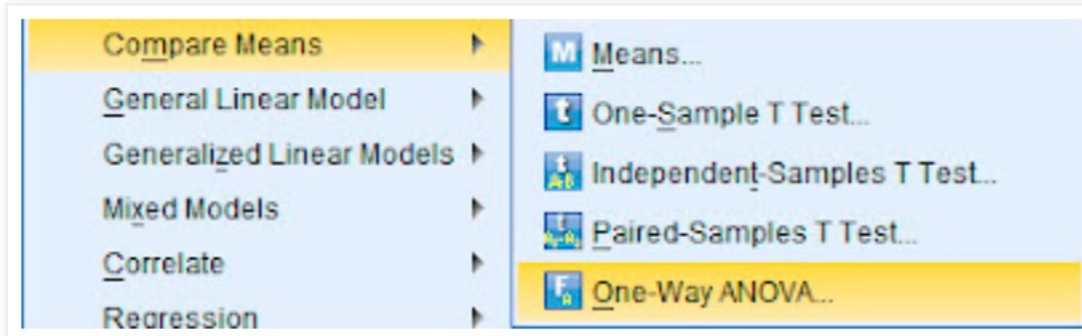 Compare Means
General Linear Model
Generalized Linear Models
Mixed Models
Correlate
Regression
M Means...
t One-Sample T Test...
Independent-Samples T Test...
Paired-Samples T Test...
One-Way ANOVA...